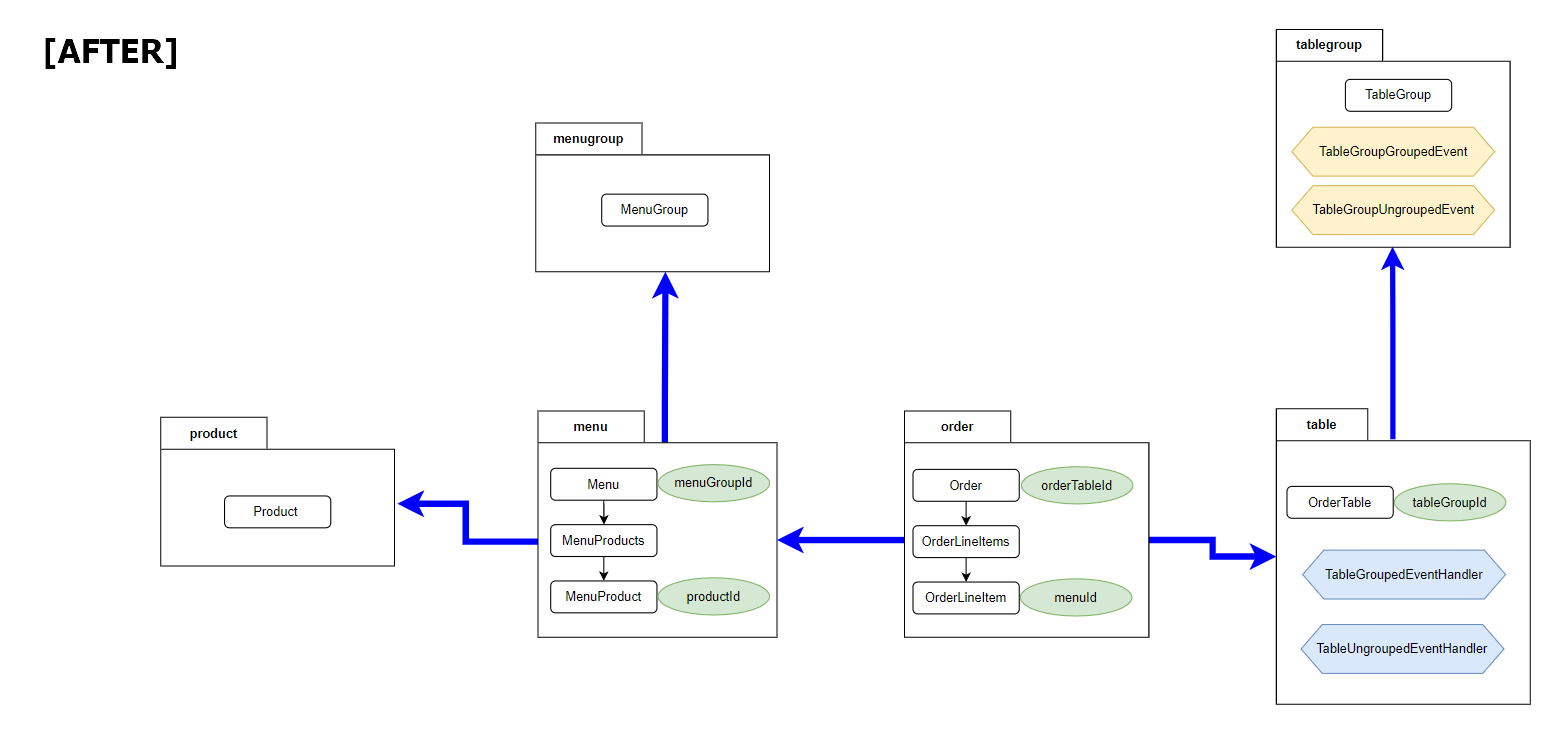 [AFTER]
tablegroup
TableGroup
TableGroupGroupedEvent
TableGroupUngroupedEvent
menugroup
MenuGroup
product
Product
menu
Menu
menuGroupId
MenuProducts
MenuProduct
productId
order
Order
orderTableId
OrderLineItems
OrderLineItem
menuId
table
OrderTable
tableGroupId
TableGroupedEventHandler
TableUngroupedEventHandler